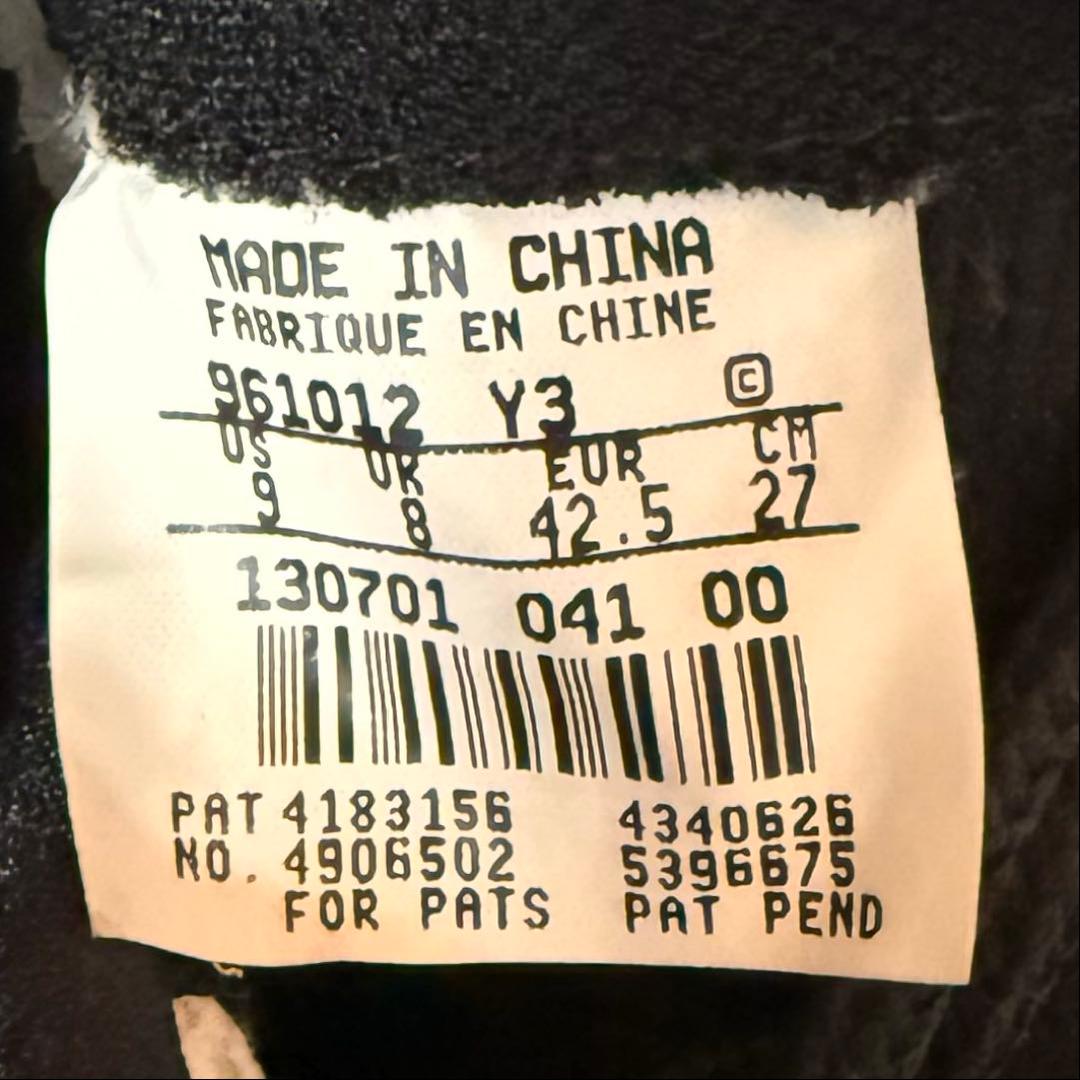 MADE IN CHINA
FABRIQUE EN CHINE
961012 Y3 ©
US UK EUR CM
9 8 42.5 27
130701 041 00
PAT 4183156 4340626
NO. 4906502 5396675
FOR PATS PAT PEND